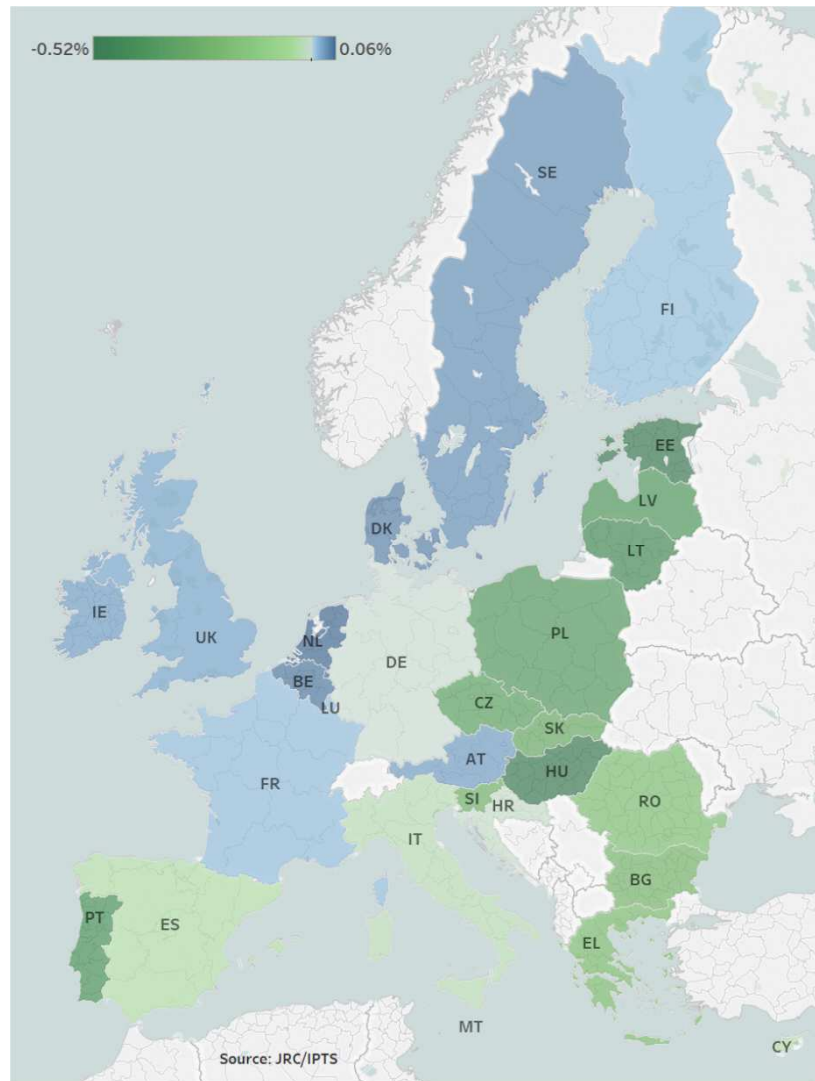 -0.52% 0.06%
SE
FI
EE
LV
DK
LT
IE
UK
NL
DE
PL
BE
LU
CZ
SK
AT
HU
FR
SI
HR
RO
IT
BG
PT
ES
EL
MT
CY
Source: JRC/IPTS